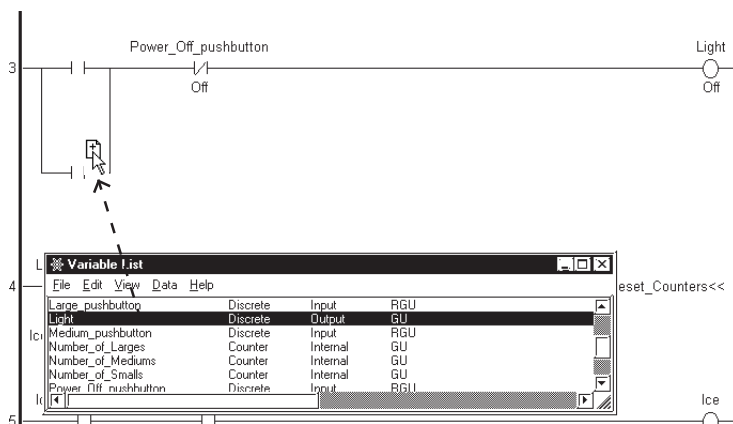 Power_Off_pushbutton Light
3
Off Off
L
Variable List
4 File Edit View Data Help eset_Counters<<
Large_pushbutton Discrete Input RGU
Light Discrete Output GU
Medium_pushbutton Discrete Input RGU
Number_of_Larges Counter Internal GU
Number_of_Mediums Counter Internal GU
Number_of_Smalls Counter Internal GU
Power_Off_pushbutton Discrete Input RGU
Ice
5